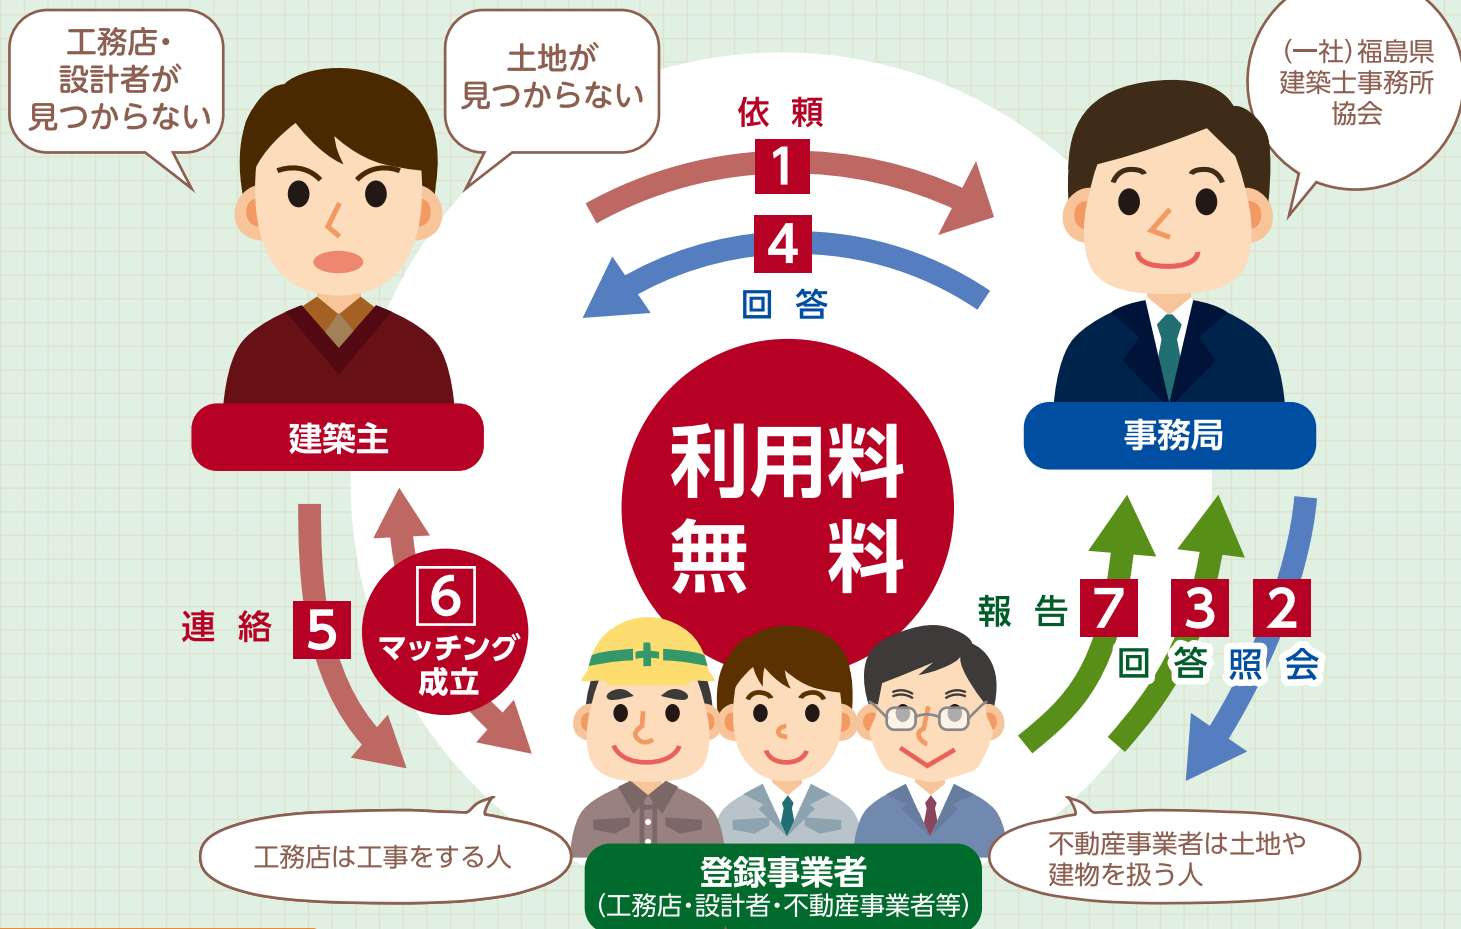 工務店・
設計者が
見つからない
土地が
見つからない
(一社)福島県
建築士事務所
協会
依頼
1
4
回答
建築主
事務局
利用料
無料
連絡
5
6
マッチング
成立
報告
7
3
2
回答
照会
工務店は工事をする人
不動産事業者は土地や
建物を扱う人
登録事業者
(工務店・設計者・不動産事業者等)